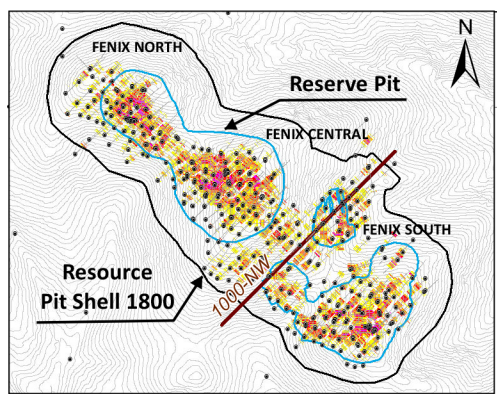 FENIX NORTH
N
Reserve Pit
FENIX CENTRAL
FENIX SOUTH
Resource
Pit Shell 1800
1000-NW